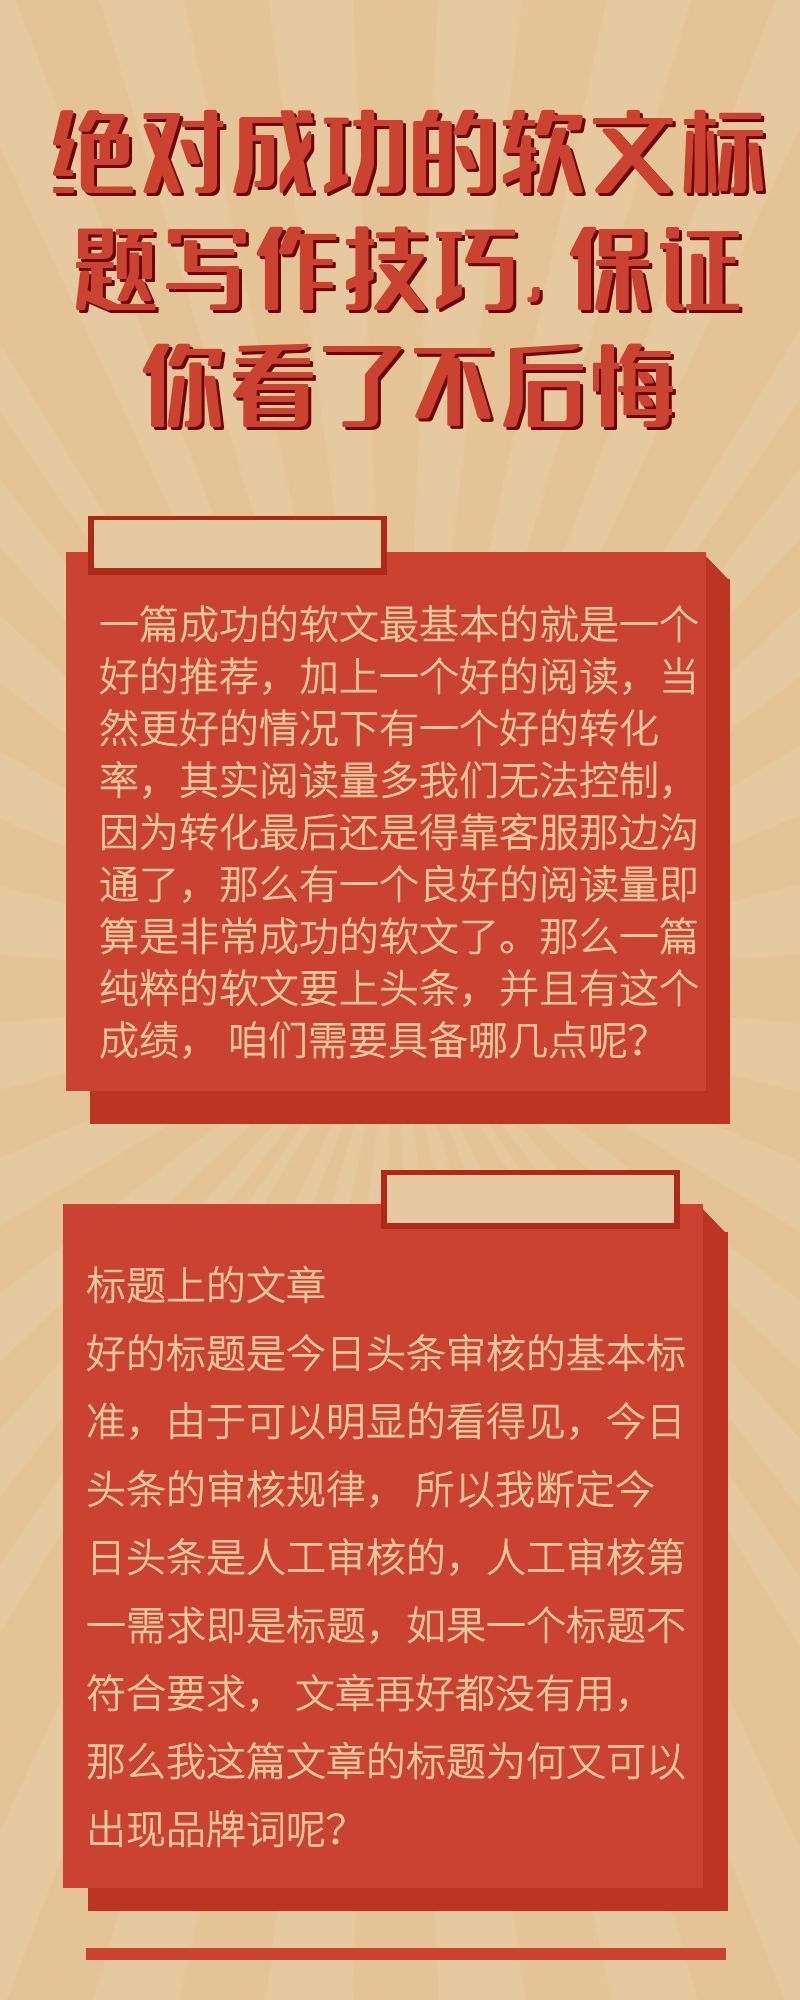 绝对成功的软文标
题写作技巧,保证
你看了不后悔
一篇成功的软文最基本的就是一个
好的推荐，加上一个好的阅读，当
然更好的情况下有一个好的转化
率，其实阅读量多我们无法控制，
因为转化最后还是得靠客服那边沟
通了，那么有一个良好的阅读量即
算是非常成功的软文了。那么一篇
纯粹的软文要上头条，并且有这个
成绩， 咱们需要具备哪几点呢？
标题上的文章
好的标题是今日头条审核的基本标
准，由于可以明显的看得见，今日
头条的审核规律， 所以我断定今
日头条是人工审核的，人工审核第
一需求即是标题，如果一个标题不
符合要求， 文章再好都没有用，
那么我这篇文章的标题为何又可以
出现品牌词呢？